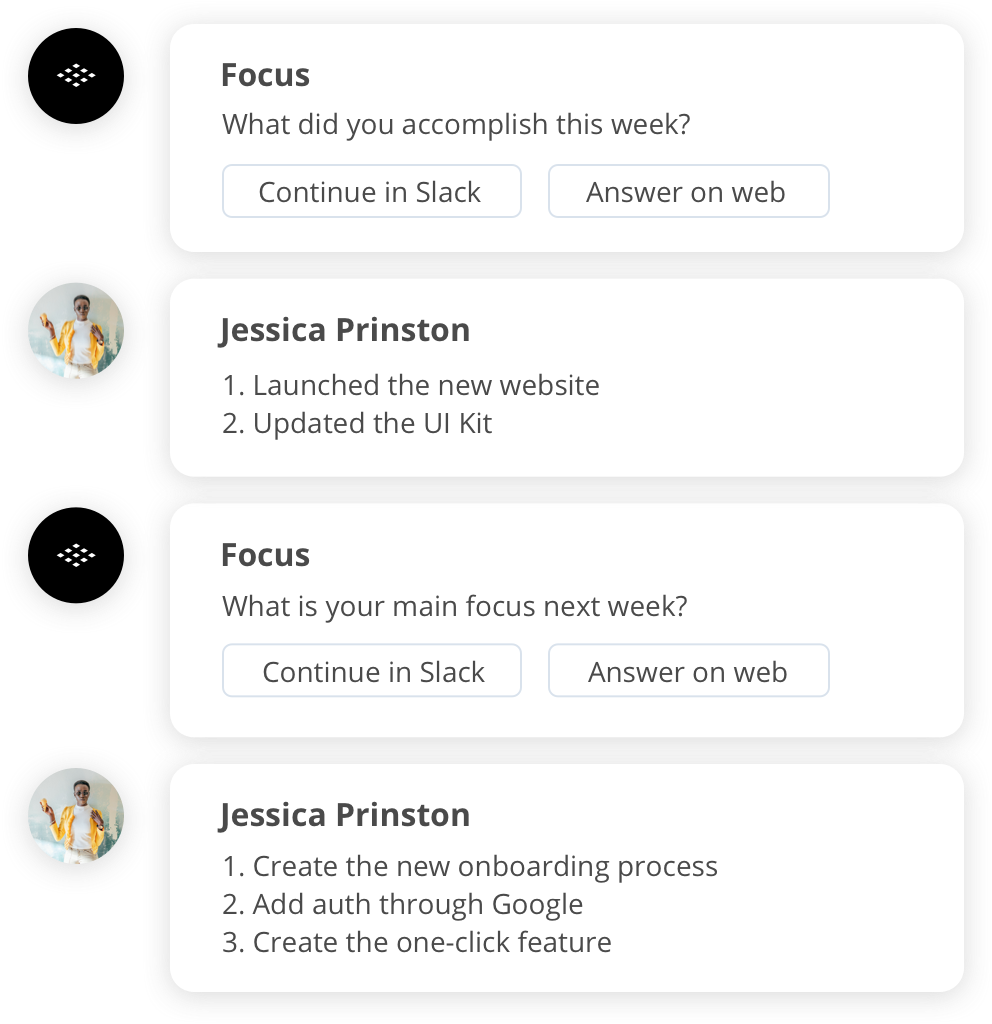 Focus
What did you accomplish this week?
Continue in Slack
Answer on web
Jessica Prinston
1. Launched the new website
2. Updated the UI Kit
Focus
What is your main focus next week?
Continue in Slack
Answer on web
Jessica Prinston
1. Create the new onboarding process
2. Add auth through Google
3. Create the one-click feature